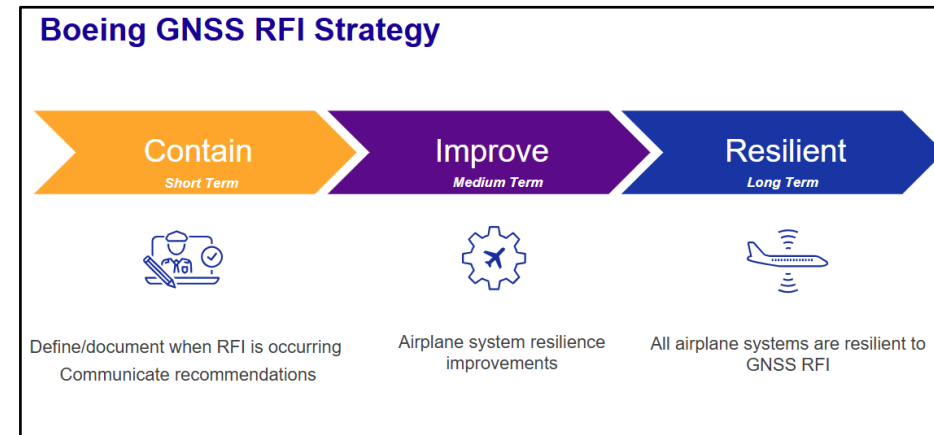 Boeing GNSS RFI Strategy
Contain
Short Term
Improve
Medium Term
Resilient
Long Term
Define/document when RFI is occurring
Communicate recommendations
Airplane system resilience
improvements
All airplane systems are resilient to
GNSS RFI